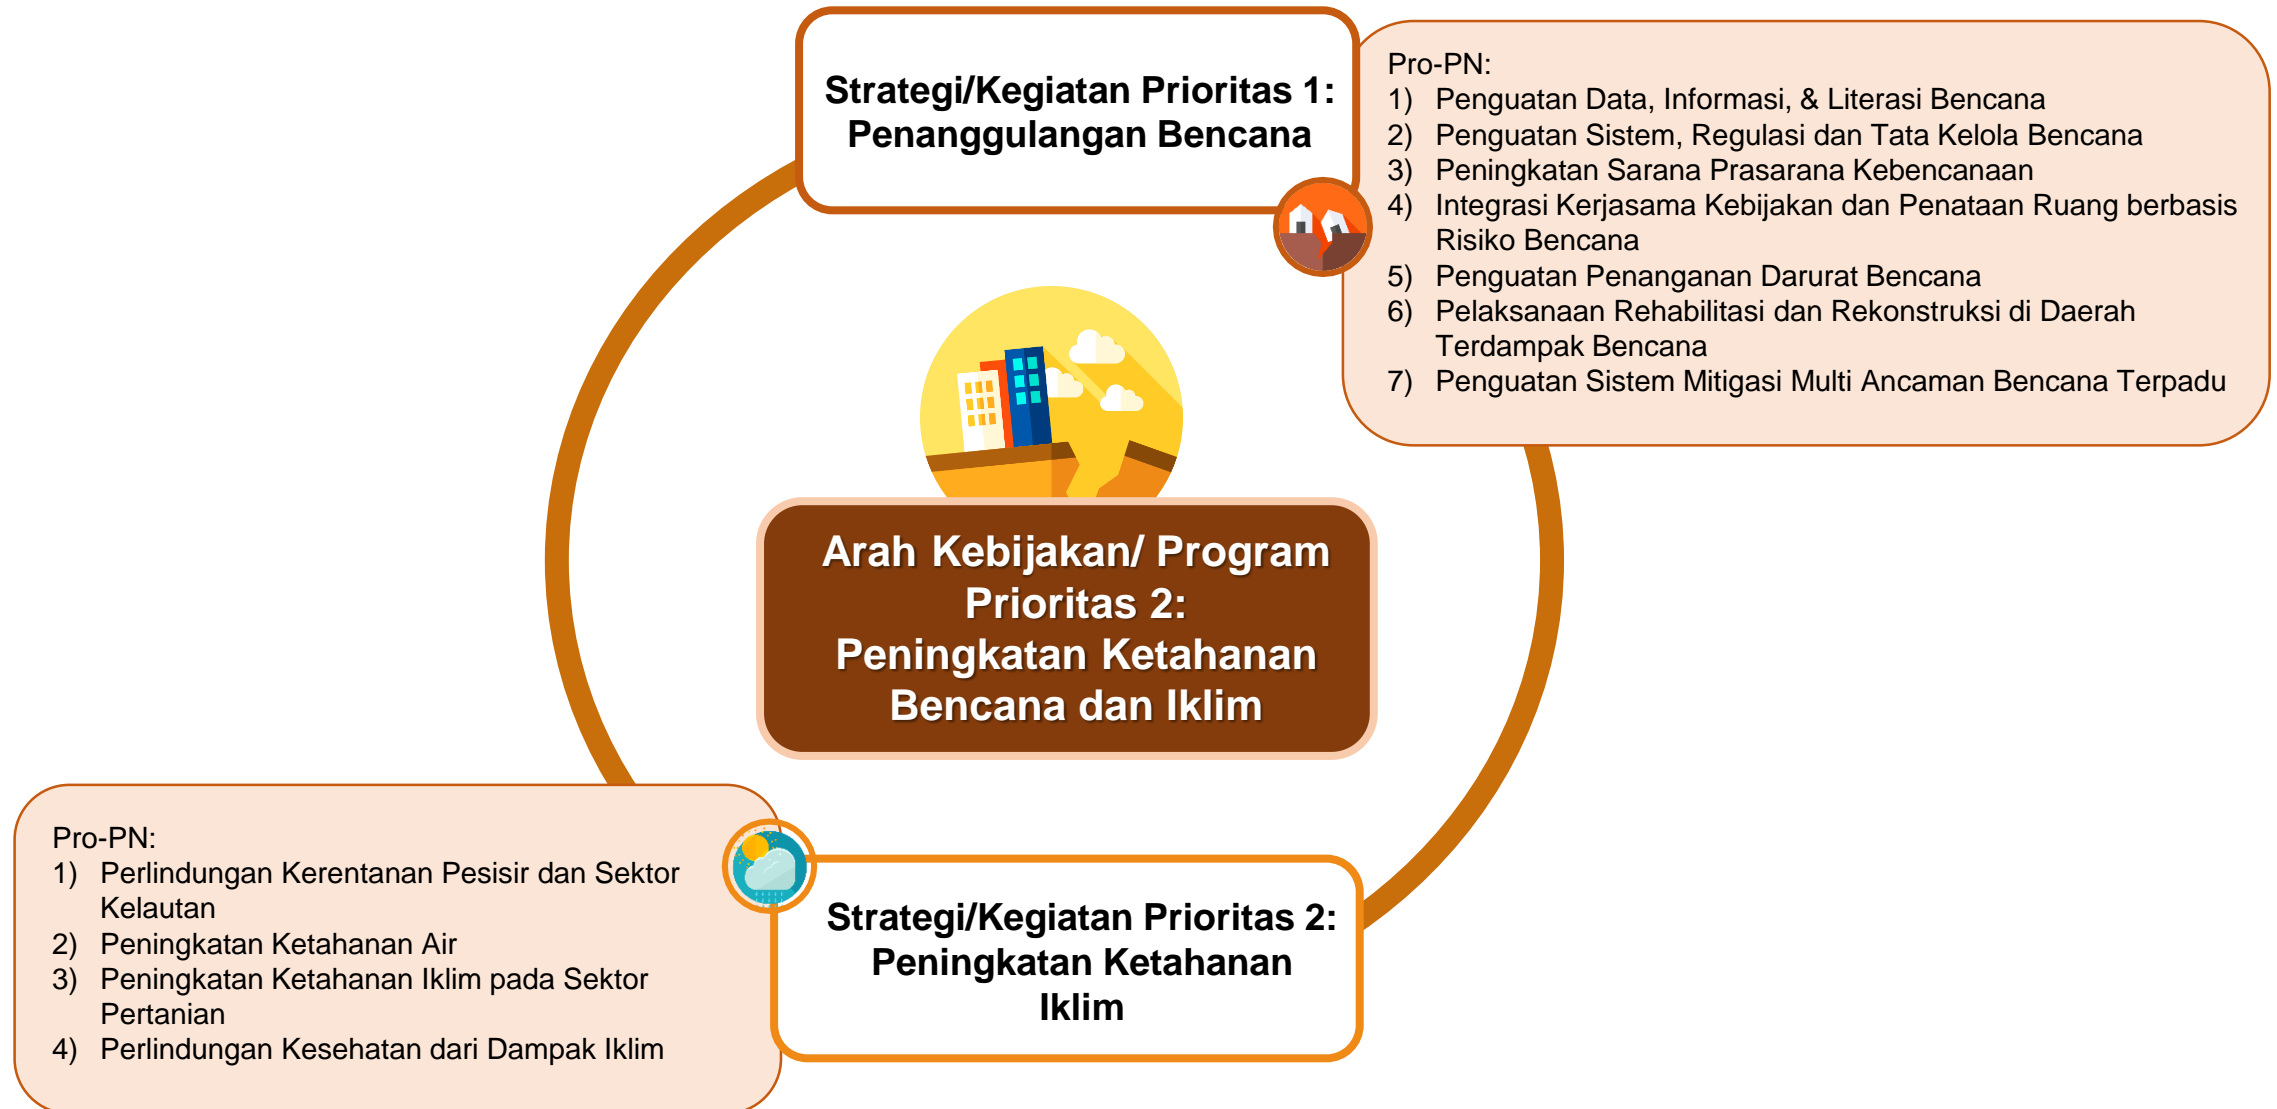 Strategi/Kegiatan Prioritas 1:
Penanggulangan Bencana
Pro-PN:
1) Penguatan Data, Informasi, & Literasi Bencana
2) Penguatan Sistem, Regulasi dan Tata Kelola Bencana
3) Peningkatan Sarana Prasarana Kebencanaan
4) Integrasi Kerjasama Kebijakan dan Penataan Ruang berbasis
Risiko Bencana
5) Penguatan Penanganan Darurat Bencana
6) Pelaksanaan Rehabilitasi dan Rekonstruksi di Daerah
Terdampak Bencana
7) Penguatan Sistem Mitigasi Multi Ancaman Bencana Terpadu
Arah Kebijakan/ Program
Prioritas 2:
Peningkatan Ketahanan
Bencana dan Iklim
Pro-PN:
1) Perlindungan Kerentanan Pesisir dan Sektor
Kelautan
2) Peningkatan Ketahanan Air
3) Peningkatan Ketahanan Iklim pada Sektor
Pertanian
4) Perlindungan Kesehatan dari Dampak Iklim
Strategi/Kegiatan Prioritas 2:
Peningkatan Ketahanan
Iklim